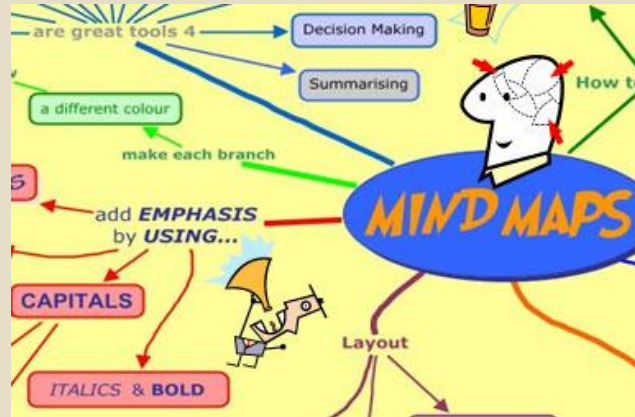 are great tools 4
Decision Making
Summarising
How to
a different colour
make each branch
MIND MAPS
add EMPHASIS
by USING...
CAPITALS
Layout
ITALICS & BOLD